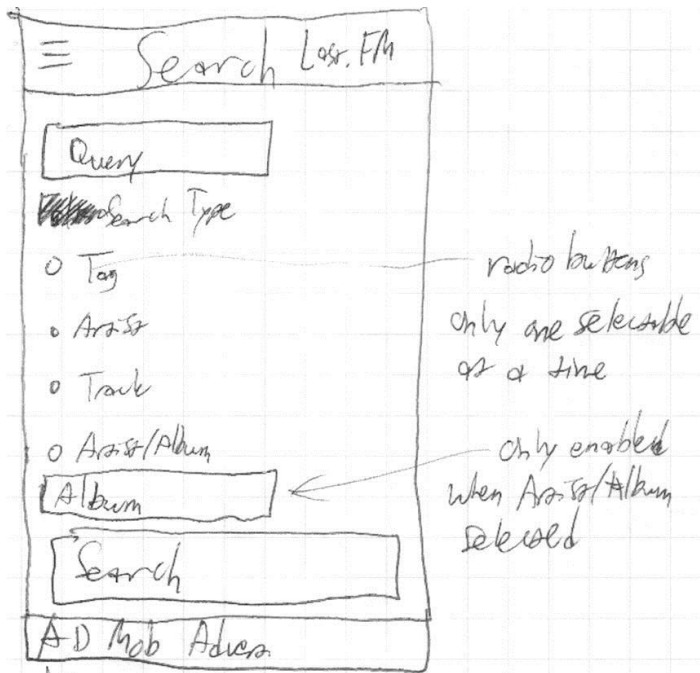 Search Last.FM
Query
Search Type
Tag
radio buttons
only one selectable
at a time
Artist
Track
Artist/Album
only enabled
when Artist/Album
selected
Album
Search
AD Mob Advert